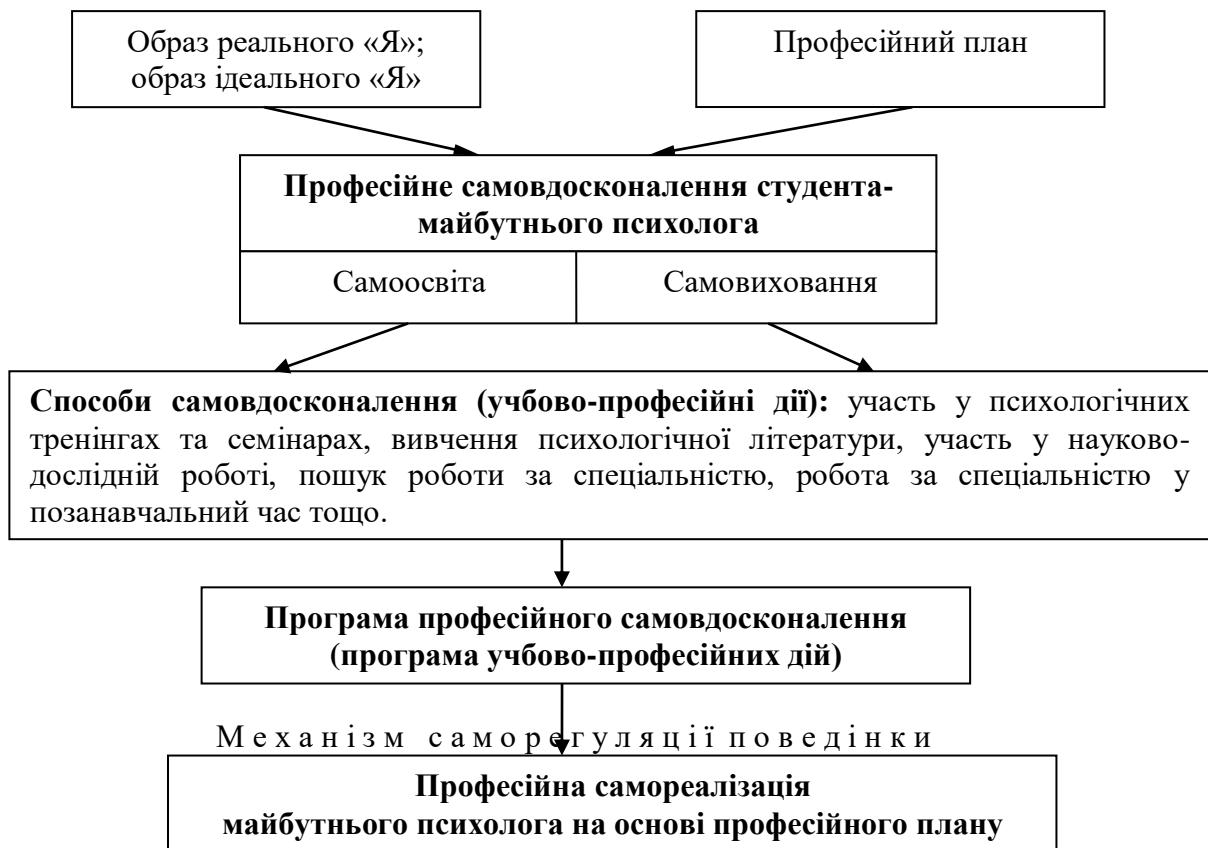 Образ реального «Я»;
образ ідеального «Я»
Професійний план
Професійне самовдосконалення студента-
майбутнього психолога
Самоосвіта
Самовиховання
Способи самовдосконалення (учбово-професійні дії): участь у психологічних
тренінгах та семінарах, вивчення психологічної літератури, участь у науково-
дослідній роботі, пошук роботи за спеціальністю, робота за спеціальністю у
позанавчальний час тощо.
Програма професійного самовдосконалення
(програма учбово-професійних дій)
Механізм саморегуляції поведінки
Професійна самореалізація
майбутнього психолога на основі професійного плану